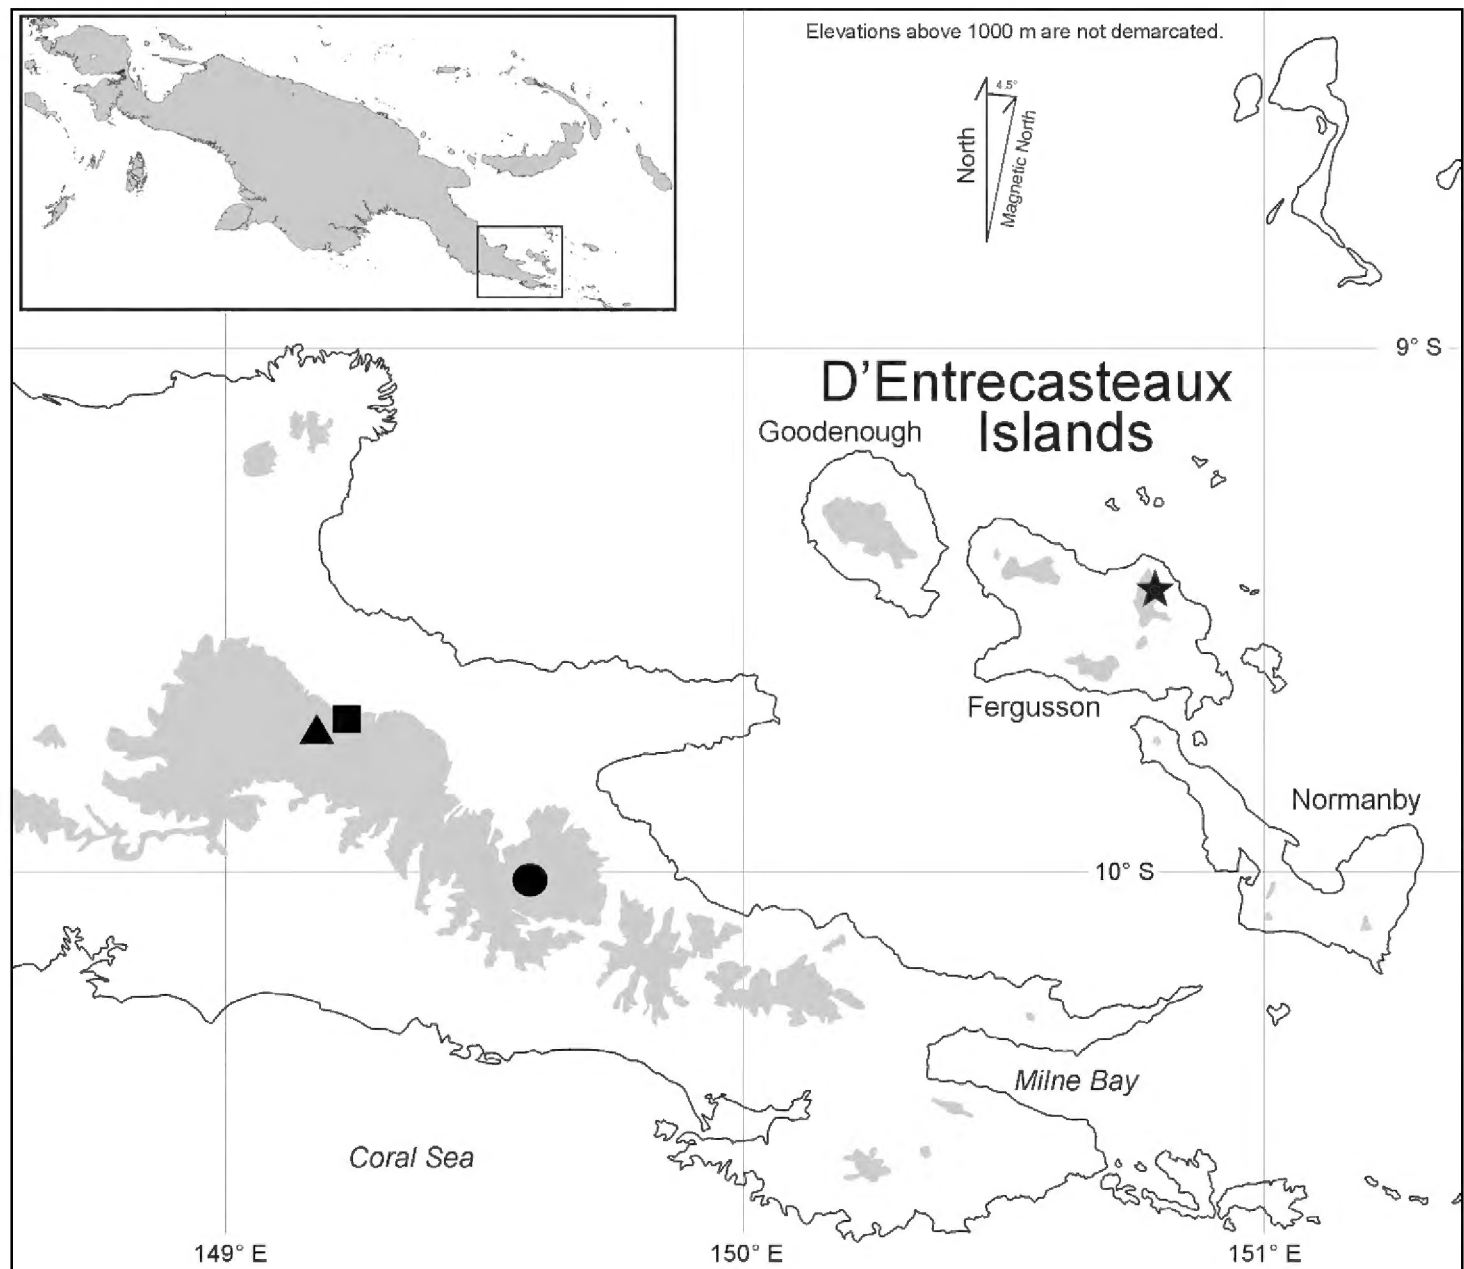 Elevations above 1000 m are not demarcated.
4.5°
North
Magnetic North
9° S
D’Entrecasteaux
Islands
Goodenough
Fergusson
Normanby
10° S
Milne Bay
Coral Sea
149° E
150° E
151° E